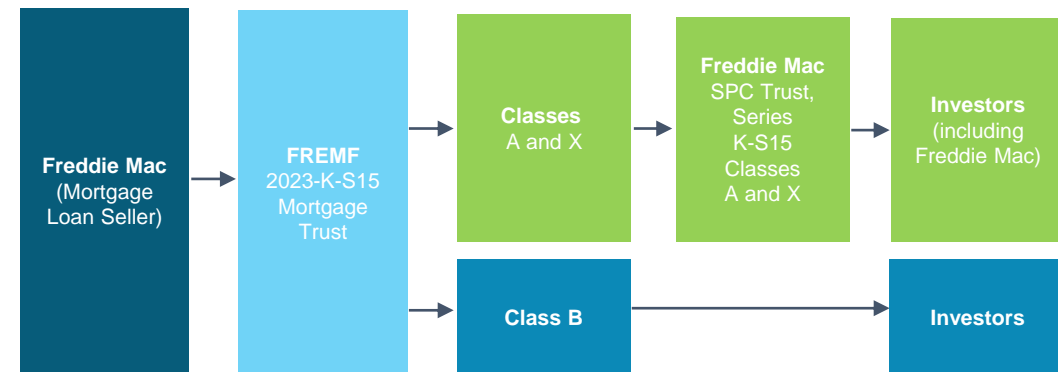 Freddie Mac
(Mortgage
Loan Seller)
FREMF
2023-K-S15
Mortgage
Trust
Classes
A and X
Freddie Mac
SPC Trust,
Series
K-S15
Classes
A and X
Investors
(including
Freddie Mac)
Class B
Investors